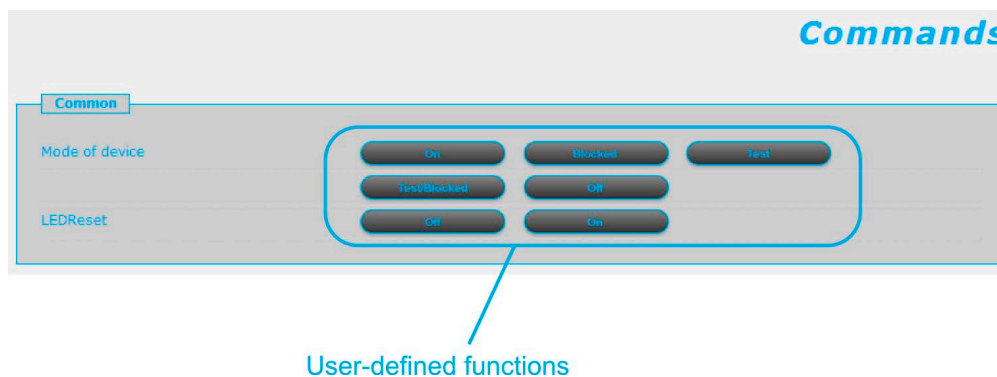 Commands
Common
Mode of device On Blocked Test
Test/Blocked Off
LEDReset Off On
User-defined functions